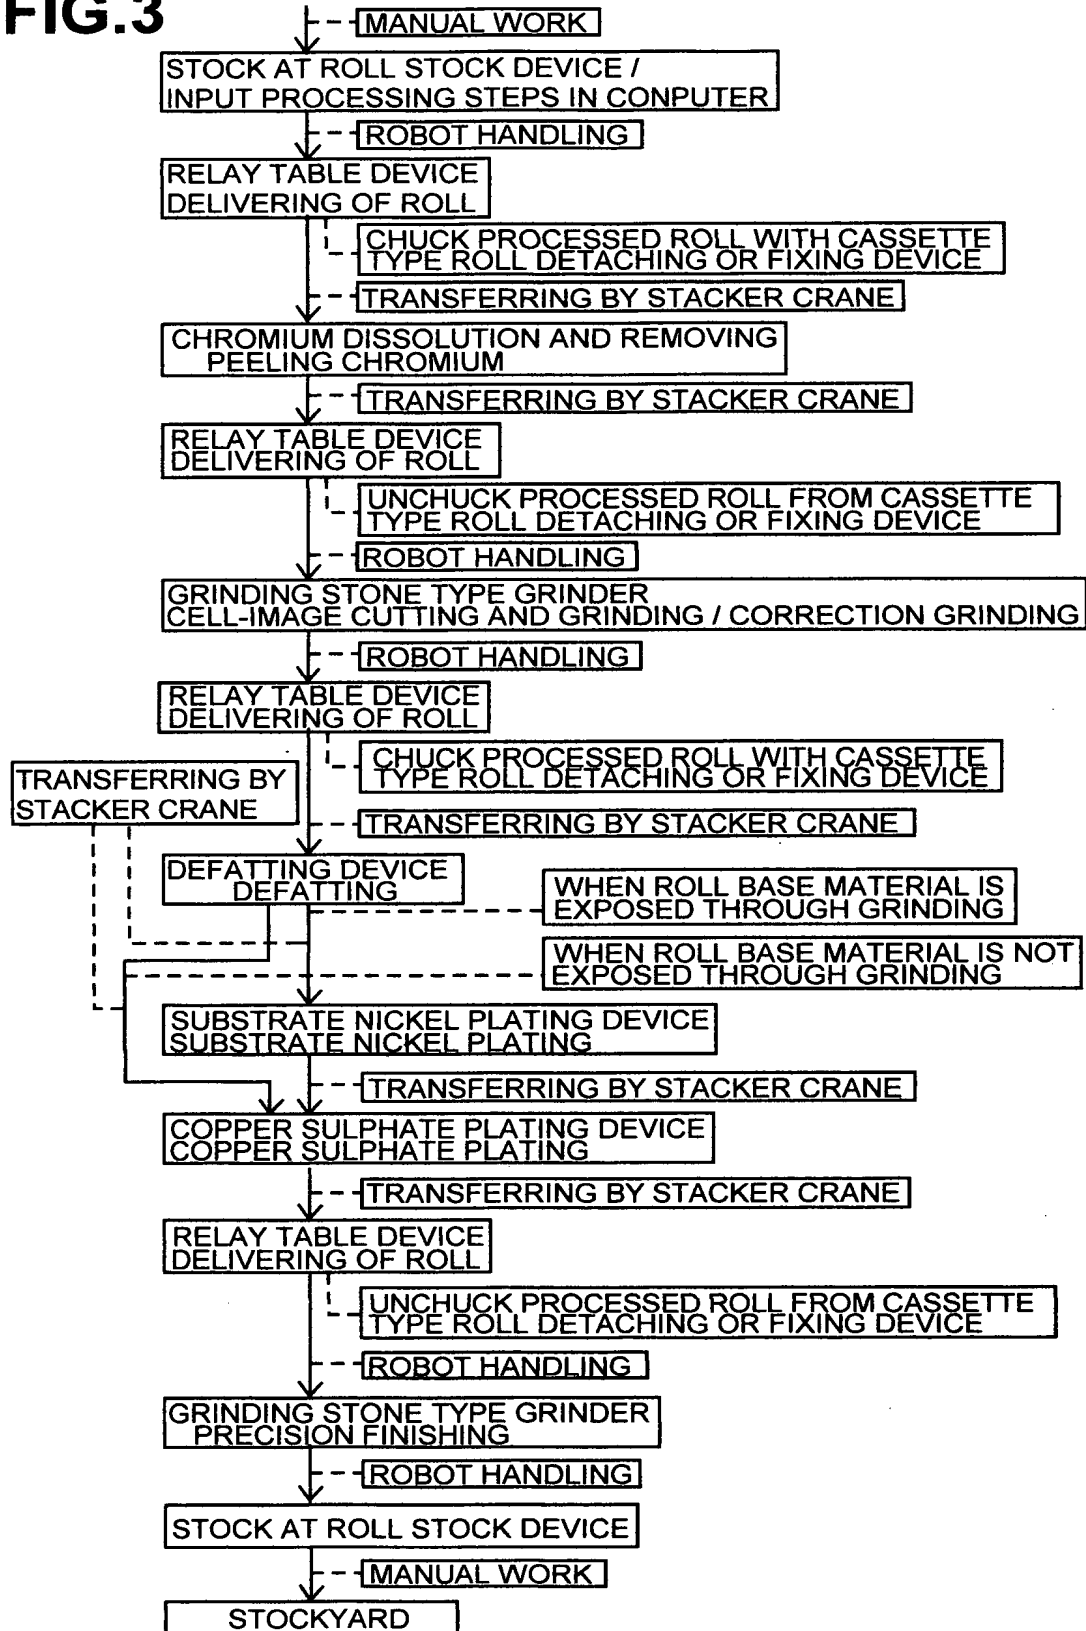 FIG.3
MANUAL WORK
STOCK AT ROLL STOCK DEVICE /
INPUT PROCESSING STEPS IN CONPUTER
ROBOT HANDLING
RELAY TABLE DEVICE
DELIVERING OF ROLL
CHUCK PROCESSED ROLL WITH CASSETTE
TYPE ROLL DETACHING OR FIXING DEVICE
TRANSFERRING BY STACKER CRANE
CHROMIUM DISSOLUTION AND REMOVING
PEELING CHROMIUM
TRANSFERRING BY STACKER CRANE
RELAY TABLE DEVICE
DELIVERING OF ROLL
UNCHUCK PROCESSED ROLL FROM CASSETTE
TYPE ROLL DETACHING OR FIXING DEVICE
ROBOT HANDLING
GRINDING STONE TYPE GRINDER
CELL-IMAGE CUTTING AND GRINDING / CORRECTION GRINDING
ROBOT HANDLING
RELAY TABLE DEVICE
DELIVERING OF ROLL
CHUCK PROCESSED ROLL WITH CASSETTE
TYPE ROLL DETACHING OR FIXING DEVICE
TRANSFERRING BY
STACKER CRANE
TRANSFERRING BY STACKER CRANE
DEFATTING DEVICE
DEFATTING
WHEN ROLL BASE MATERIAL IS
EXPOSED THROUGH GRINDING
WHEN ROLL BASE MATERIAL IS NOT
EXPOSED THROUGH GRINDING
SUBSTRATE NICKEL PLATING DEVICE
SUBSTRATE NICKEL PLATING
TRANSFERRING BY STACKER CRANE
COPPER SULPHATE PLATING DEVICE
COPPER SULPHATE PLATING
TRANSFERRING BY STACKER CRANE
RELAY TABLE DEVICE
DELIVERING OF ROLL
UNCHUCK PROCESSED ROLL FROM CASSETTE
TYPE ROLL DETACHING OR FIXING DEVICE
ROBOT HANDLING
GRINDING STONE TYPE GRINDER
PRECISION FINISHING
ROBOT HANDLING
STOCK AT ROLL STOCK DEVICE
MANUAL WORK
STOCKYARD